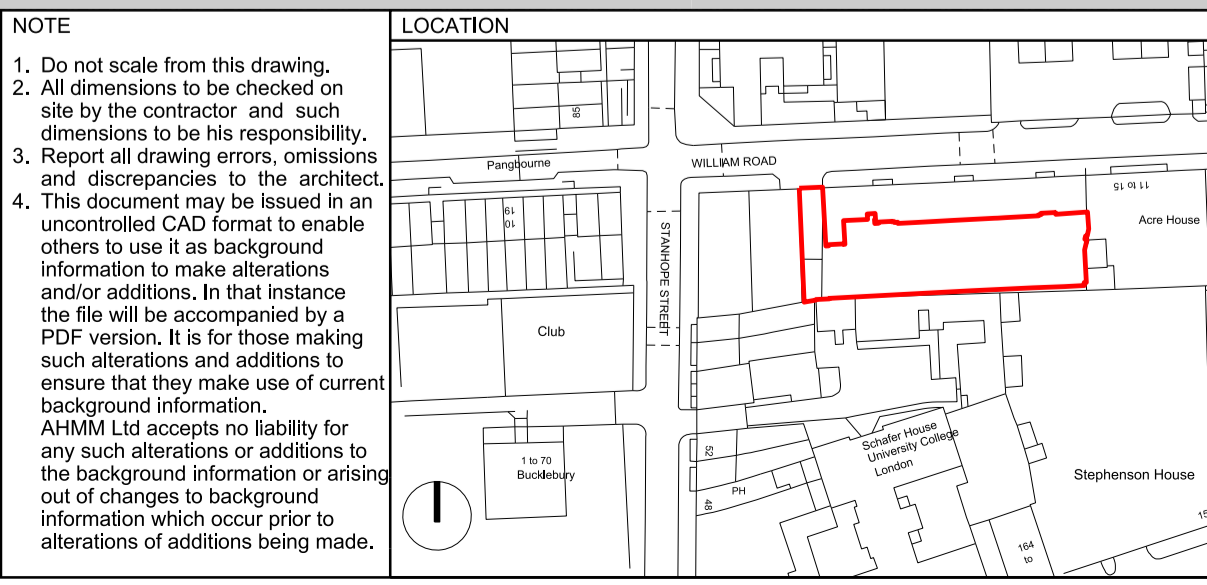 NOTE
1. Do not scale from this drawing.
2. All dimensions to be checked on
site by the contractor and such
dimensions to be his responsibility.
3. Report all drawing errors, omissions
and discrepancies to the architect.
4. This document may be issued in an
uncontrolled CAD format to enable
others to use it as background
information to make alterations
and/or additions. In that instance
the file will be accompanied by a
PDF version. It is for those making
such alterations and additions to
ensure that they make use of current
background information.
AHMM Ltd accepts no liability for
any such alterations or additions to
the background information or arising
out of changes to background
information which occur prior to
alterations of additions being made.
LOCATION
85
Pangbourne
WILLIAM ROAD
11 to 15
Acre House
19
10
STANHOPE STREET
Club
1 to 70
Bucklebury
52
48
PH
Schafer House
University College
London
Stephenson House
164
to
15